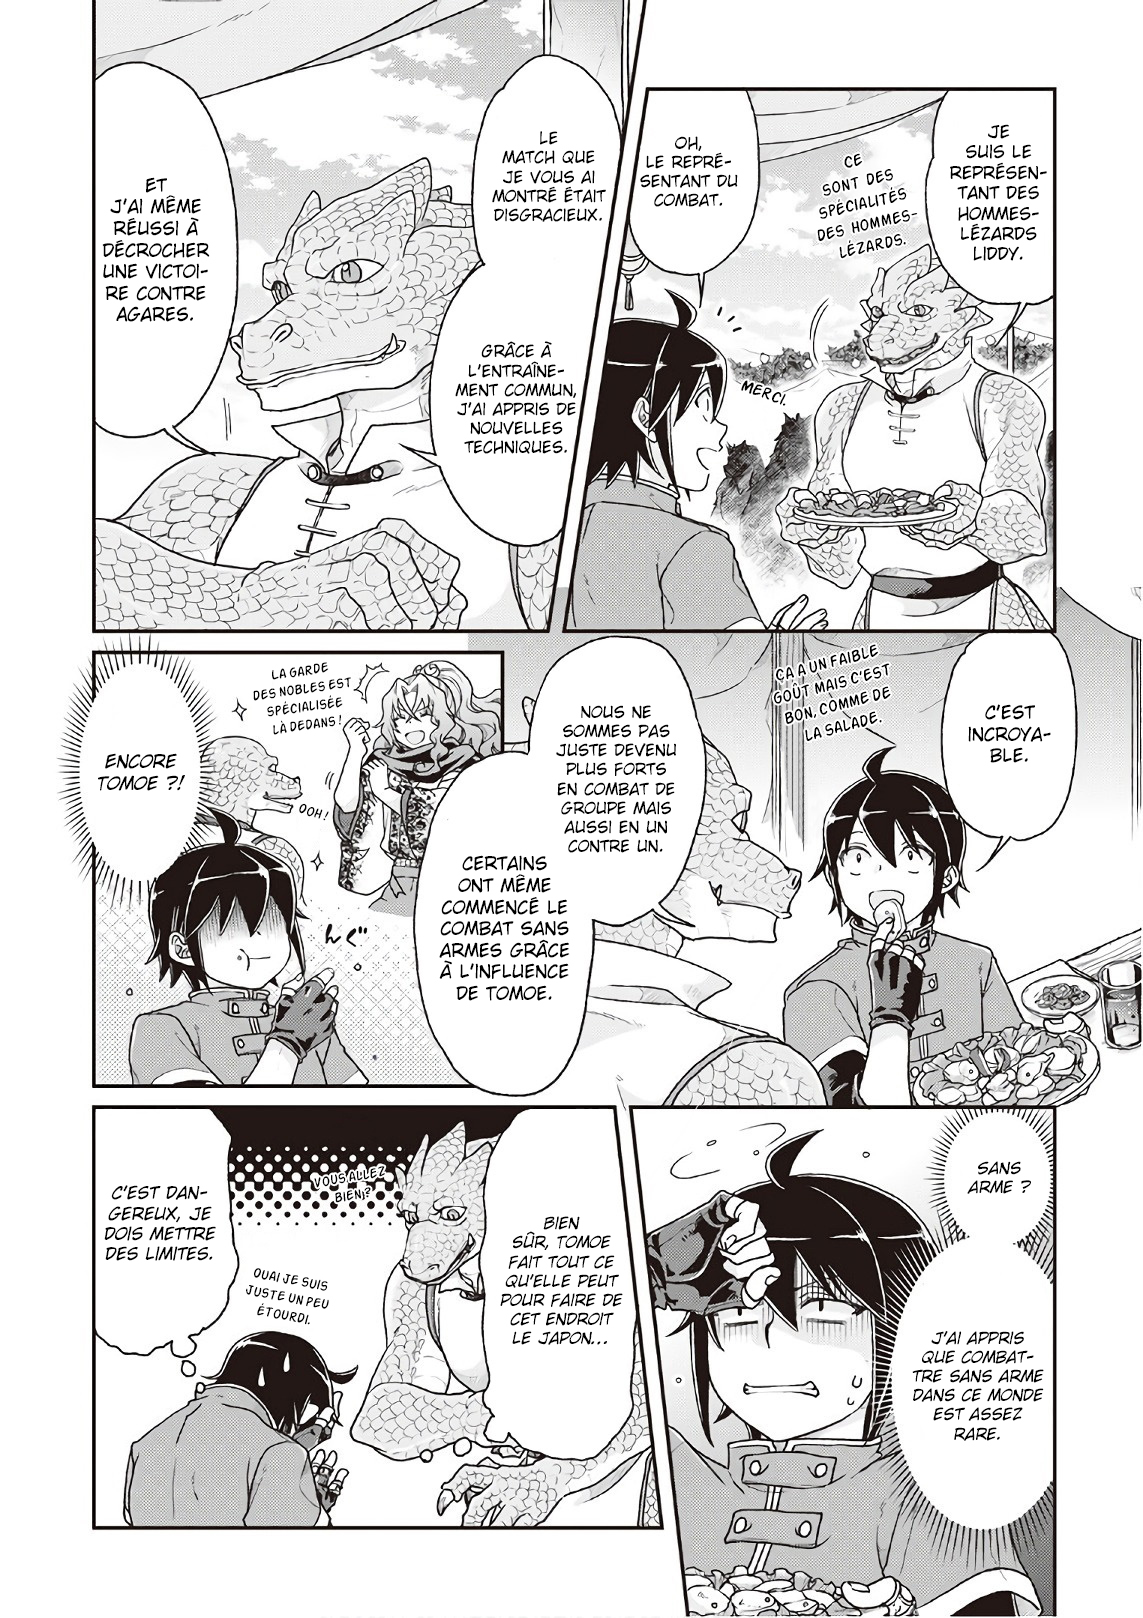 JE
SUIS LE
REPRÉSEN-
TANT DES
HOMMES-
LÉZARDS
LIDDY.
CE
SONT DES
SPÉCIALITÉS
DES HOMMES-
LÉZARDS.
OH,
LE REPRÉ-
SENTANT DU
COMBAT.
MERCI.
LE
MATCH QUE
JE VOUS AI
MONTRÉ ÉTAIT
DISGRACIEUX.
GRÂCE À
L'ENTRAÎNE-
MENT COMMUN,
J'AI APPRIS DE
NOUVELLES
TECHNIQUES.
ET
J'AI MÊME
RÉUSSI À
DÉCROCHER
UNE VICTOI-
RE CONTRE
AGARES.
C'EST
INCROYA-
BLE.
CA A UN FAIBLE
GOÛT MAIS C'EST
BON, COMME DE
LA SALADE.
NOUS NE
SOMMES PAS
JUSTE DEVENU
PLUS FORTS
EN COMBAT DE
GROUPE MAIS
AUSSI EN UN
CONTRE UN.
CERTAINS
ONT MÊME
COMMENCÉ LE
COMBAT SANS
ARMES GRÂCE
À L'INFLUENCE
DE TOMOE.
LA GARDE
DES NOBLES EST
SPÉCIALISÉE
LÀ DEDANS !
OOH !
ENCORE
TOMOE ?!
んぐ
SANS
ARME ?
J'AI APPRIS
QUE COMBAT-
TRE SANS ARME
DANS CE MONDE
EST ASSEZ
RARE.
BIEN
SÛR, TOMOE
FAIT TOUT CE
QU'ELLE PEUT
POUR FAIRE DE
CET ENDROIT
LE JAPON...
VOUS ALLEZ
BIEN ?
QUAI JE SUIS
JUSTE UN PEU
ÉTOURDI.
C'EST DAN-
GEREUX, JE
DOIS METTRE
DES LIMITES.